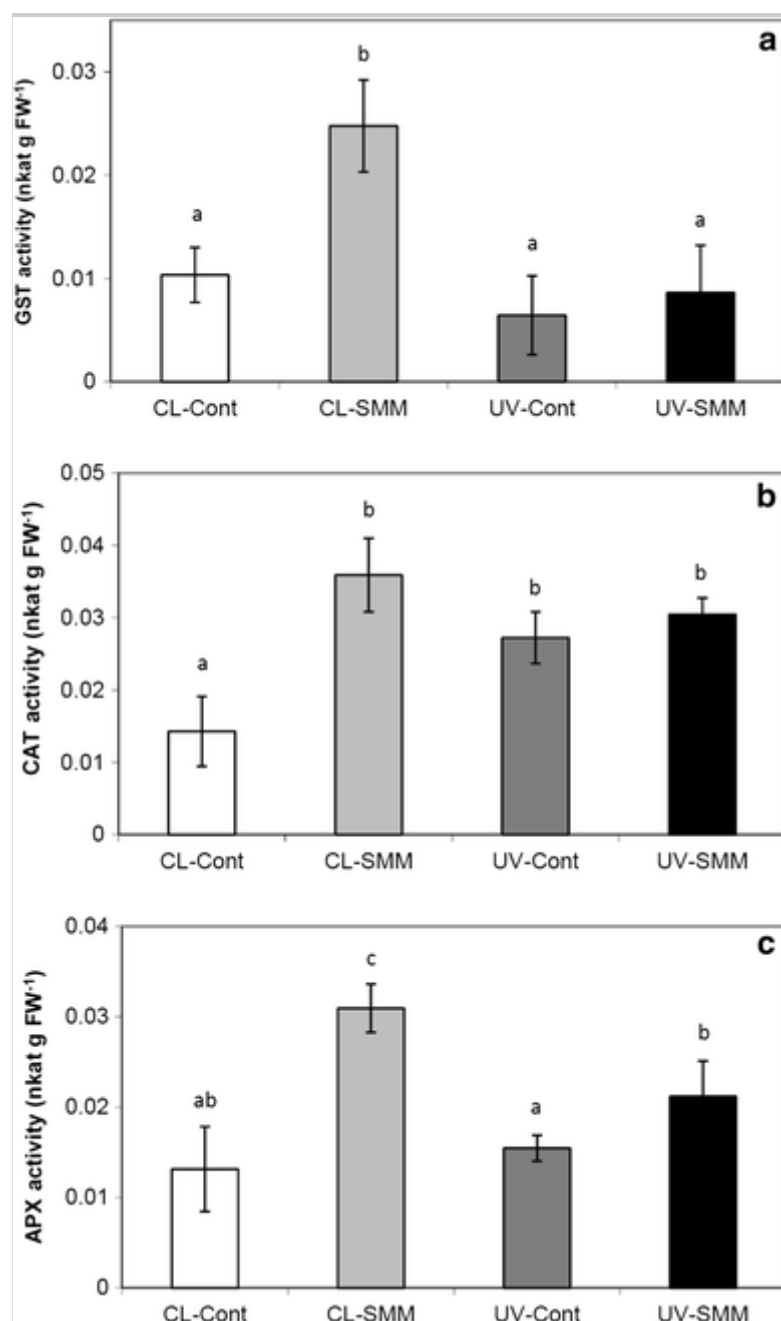 a
GST activity (nkat g FW-1)
0.03
0.02
0.01
0
a
b
a
a
CL-Cont CL-SMM UV-Cont UV-SMM
b
CAT activity (nkat g FW-1)
0.05
0.04
0.03
0.02
0.01
0
a
b
b
b
CL-Cont CL-SMM UV-Cont UV-SMM
c
APX activity (nkat g FW-1)
0.04
0.03
0.02
0.01
0
ab
c
a
b
CL-Cont CL-SMM UV-Cont UV-SMM